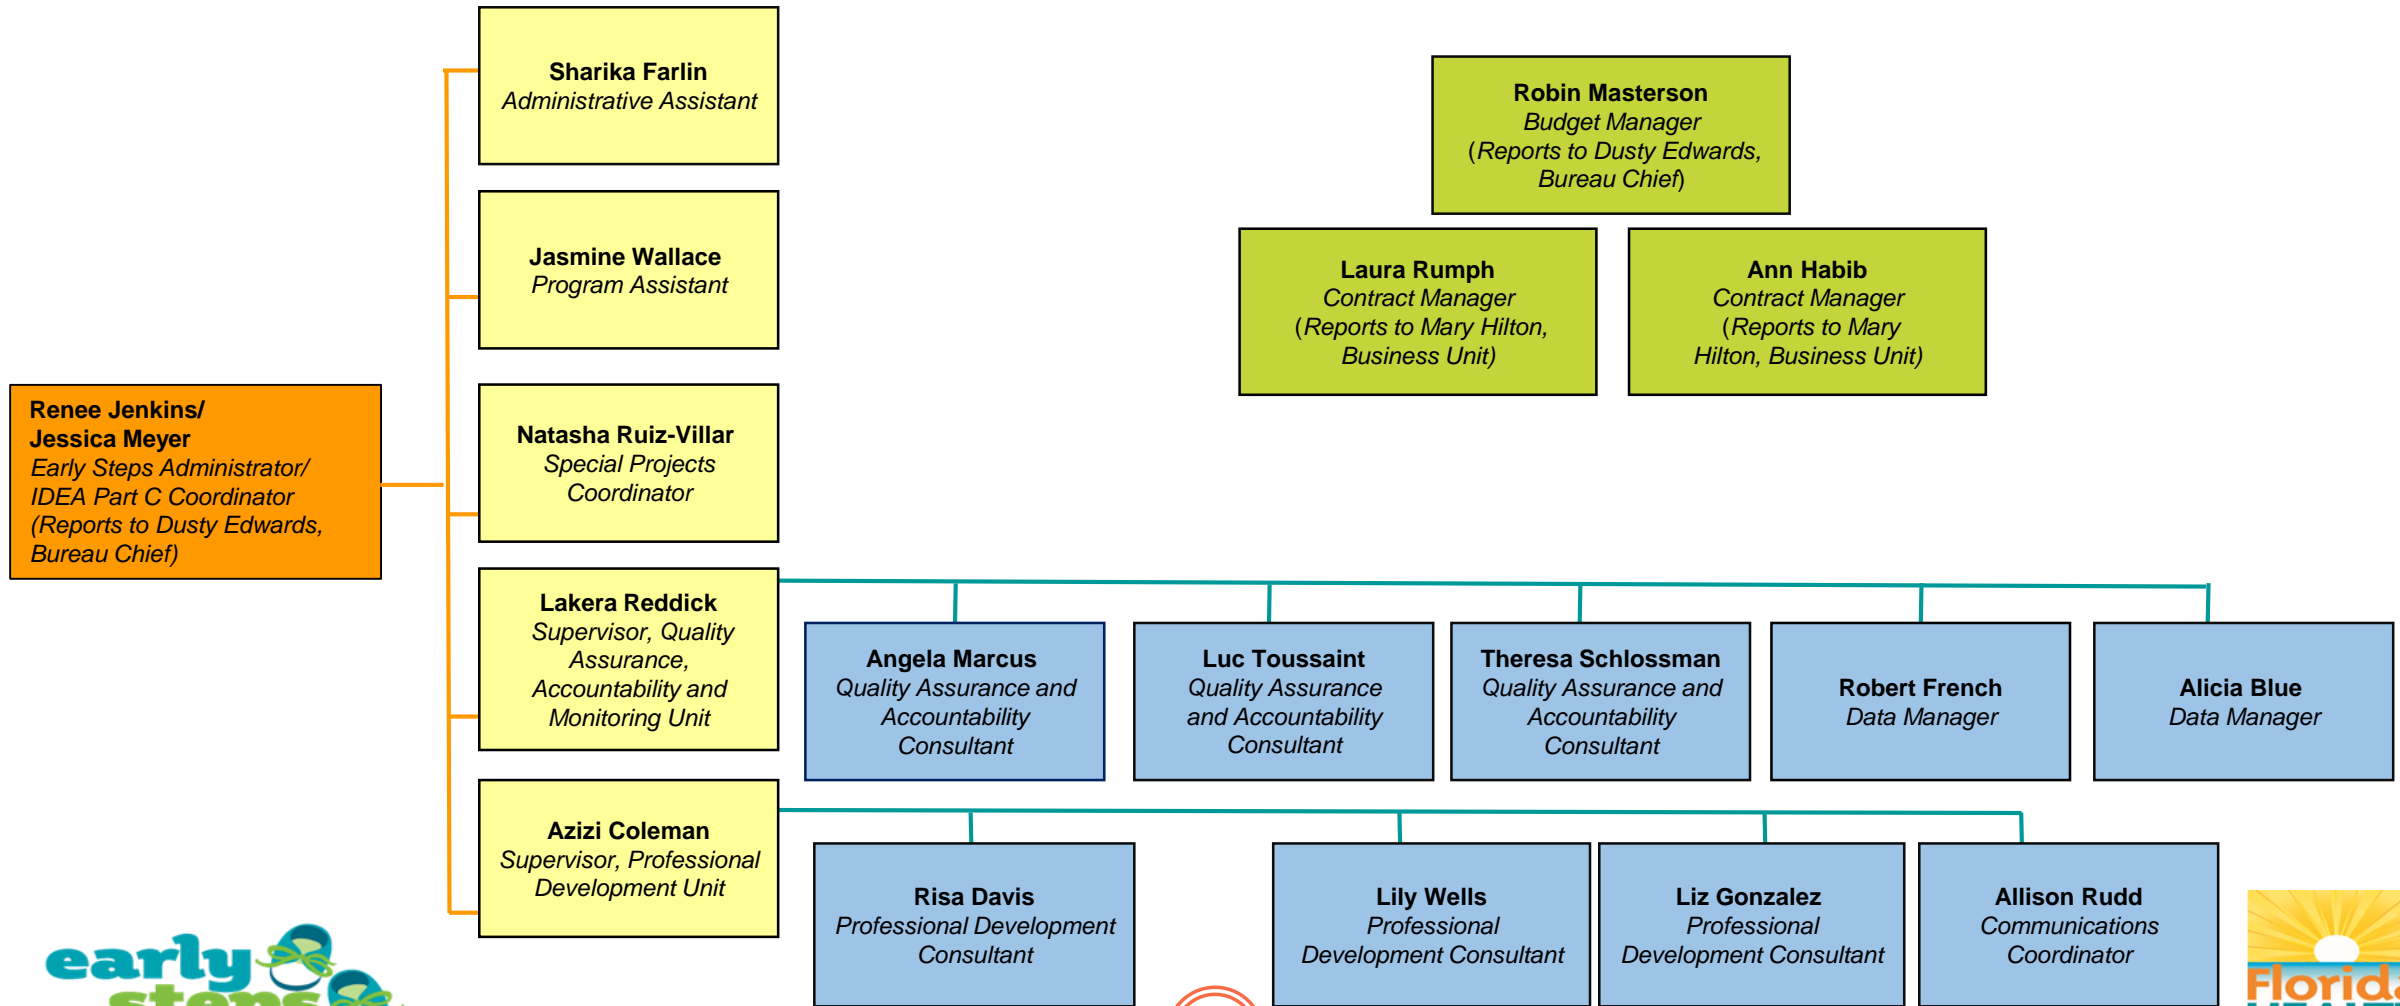 Sharika Farlin
Administrative Assistant
Robin Masterson
Budget Manager
(Reports to Dusty Edwards,
Bureau Chief)
Jasmine Wallace
Program Assistant
Laura Rumph
Contract Manager
(Reports to Mary Hilton,
Business Unit)
Ann Habib
Contract Manager
(Reports to Mary
Hilton, Business Unit)
Renee Jenkins/
Jessica Meyer
Early Steps Administrator/
IDEA Part C Coordinator
(Reports to Dusty Edwards,
Bureau Chief)
Natasha Ruiz-Villar
Special Projects
Coordinator
Lakera Reddick
Supervisor, Quality
Assurance,
Accountability and
Monitoring Unit
Angela Marcus
Quality Assurance and
Accountability
Consultant
Luc Toussaint
Quality Assurance
and Accountability
Consultant
Theresa Schlossman
Quality Assurance and
Accountability
Consultant
Robert French
Data Manager
Alicia Blue
Data Manager
Azizi Coleman
Supervisor, Professional
Development Unit
Risa Davis
Professional Development
Consultant
Lily Wells
Professional
Development Consultant
Liz Gonzalez
Professional
Development Consultant
Allison Rudd
Communications
Coordinator
early
steps